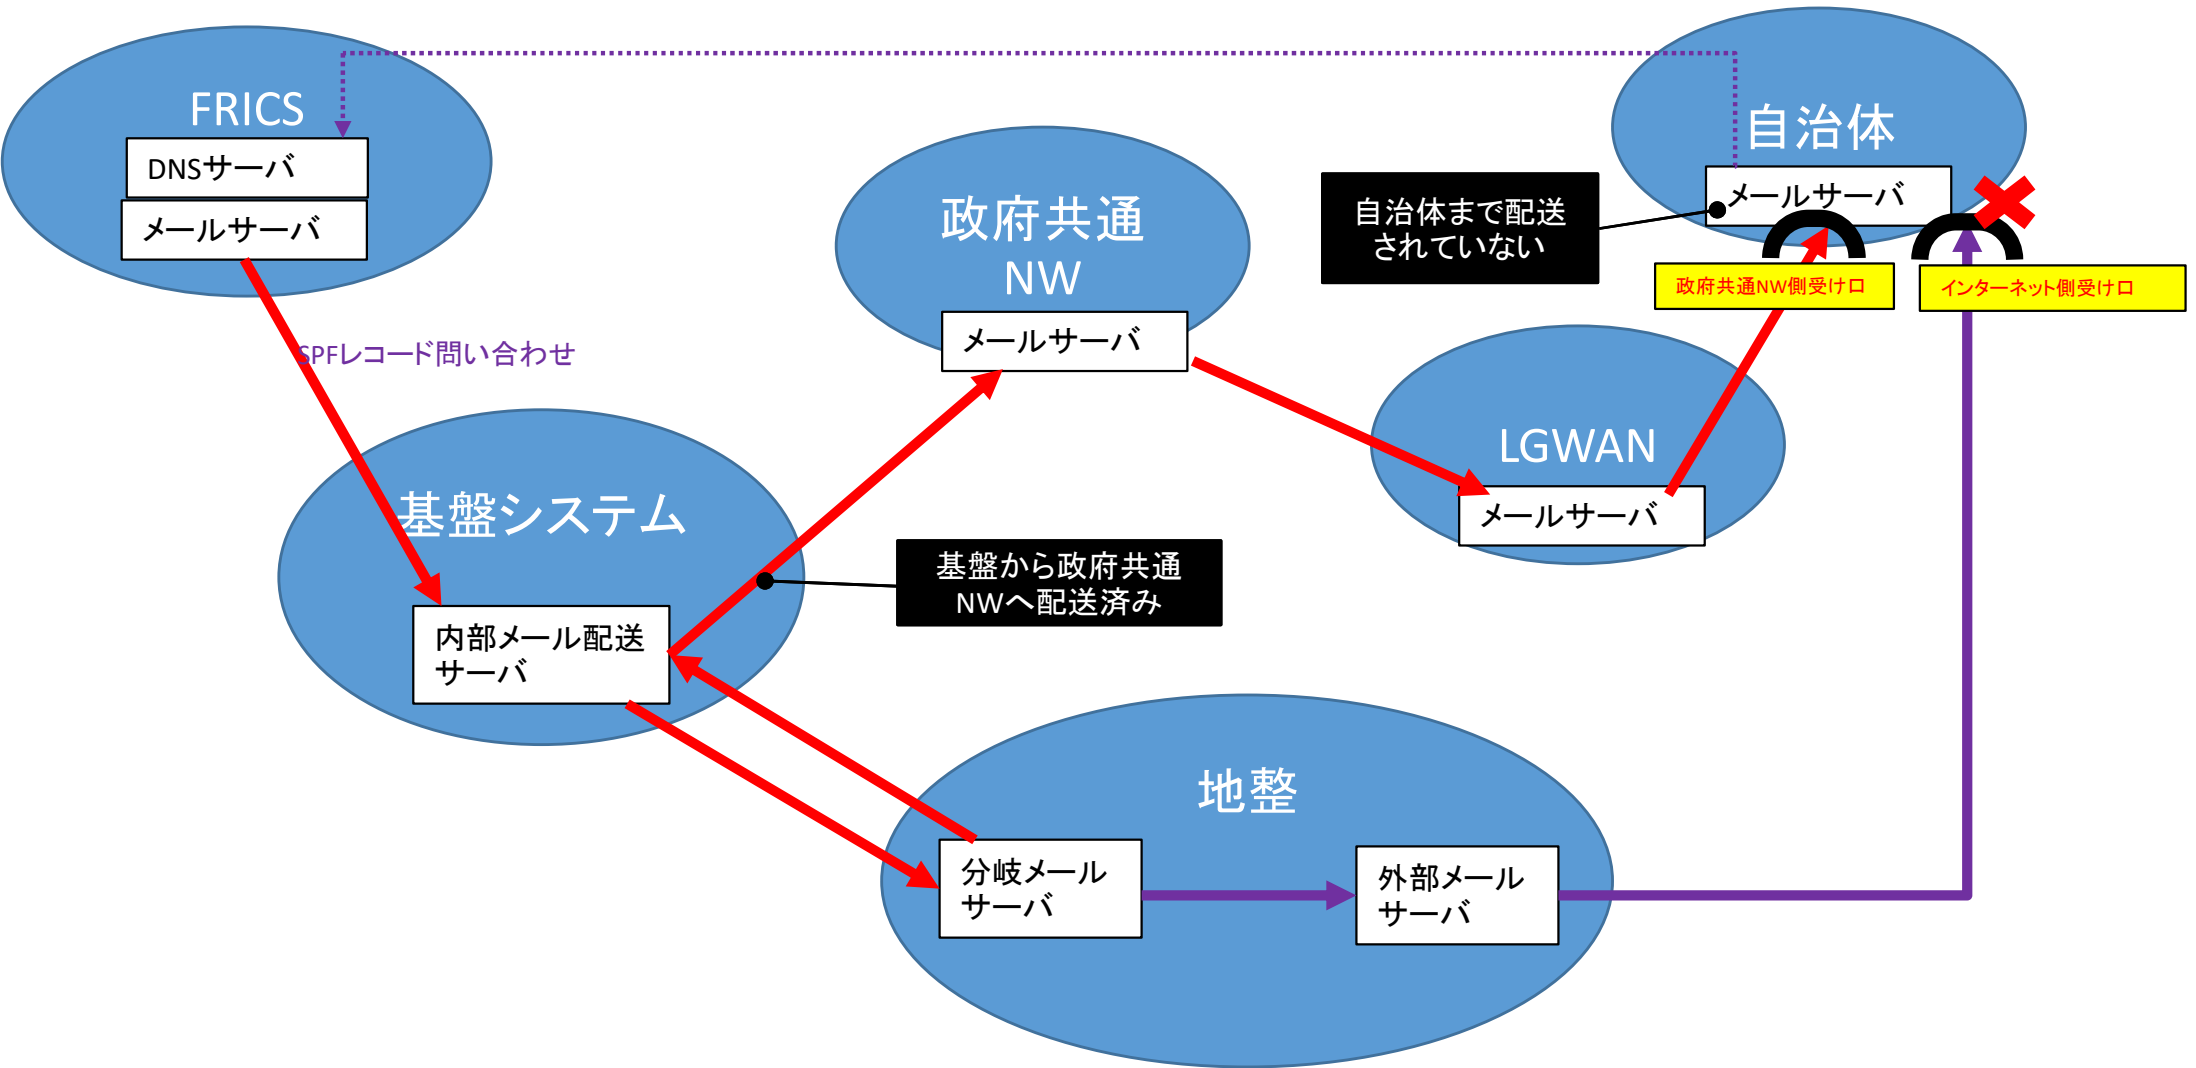 FRICS
DNSサーバ
メールサーバ
SPFレコード問い合わせ
政府共通
NW
メールサーバ
自治体まで配送
されていない
自治体
メールサーバ
政府共通NW側受け口
インターネット側受け口
LGWAN
メールサーバ
基盤システム
内部メール配送
サーバ
基盤から政府共通
NWへ配送済み
地整
分岐メール
サーバ
外部メール
サーバ